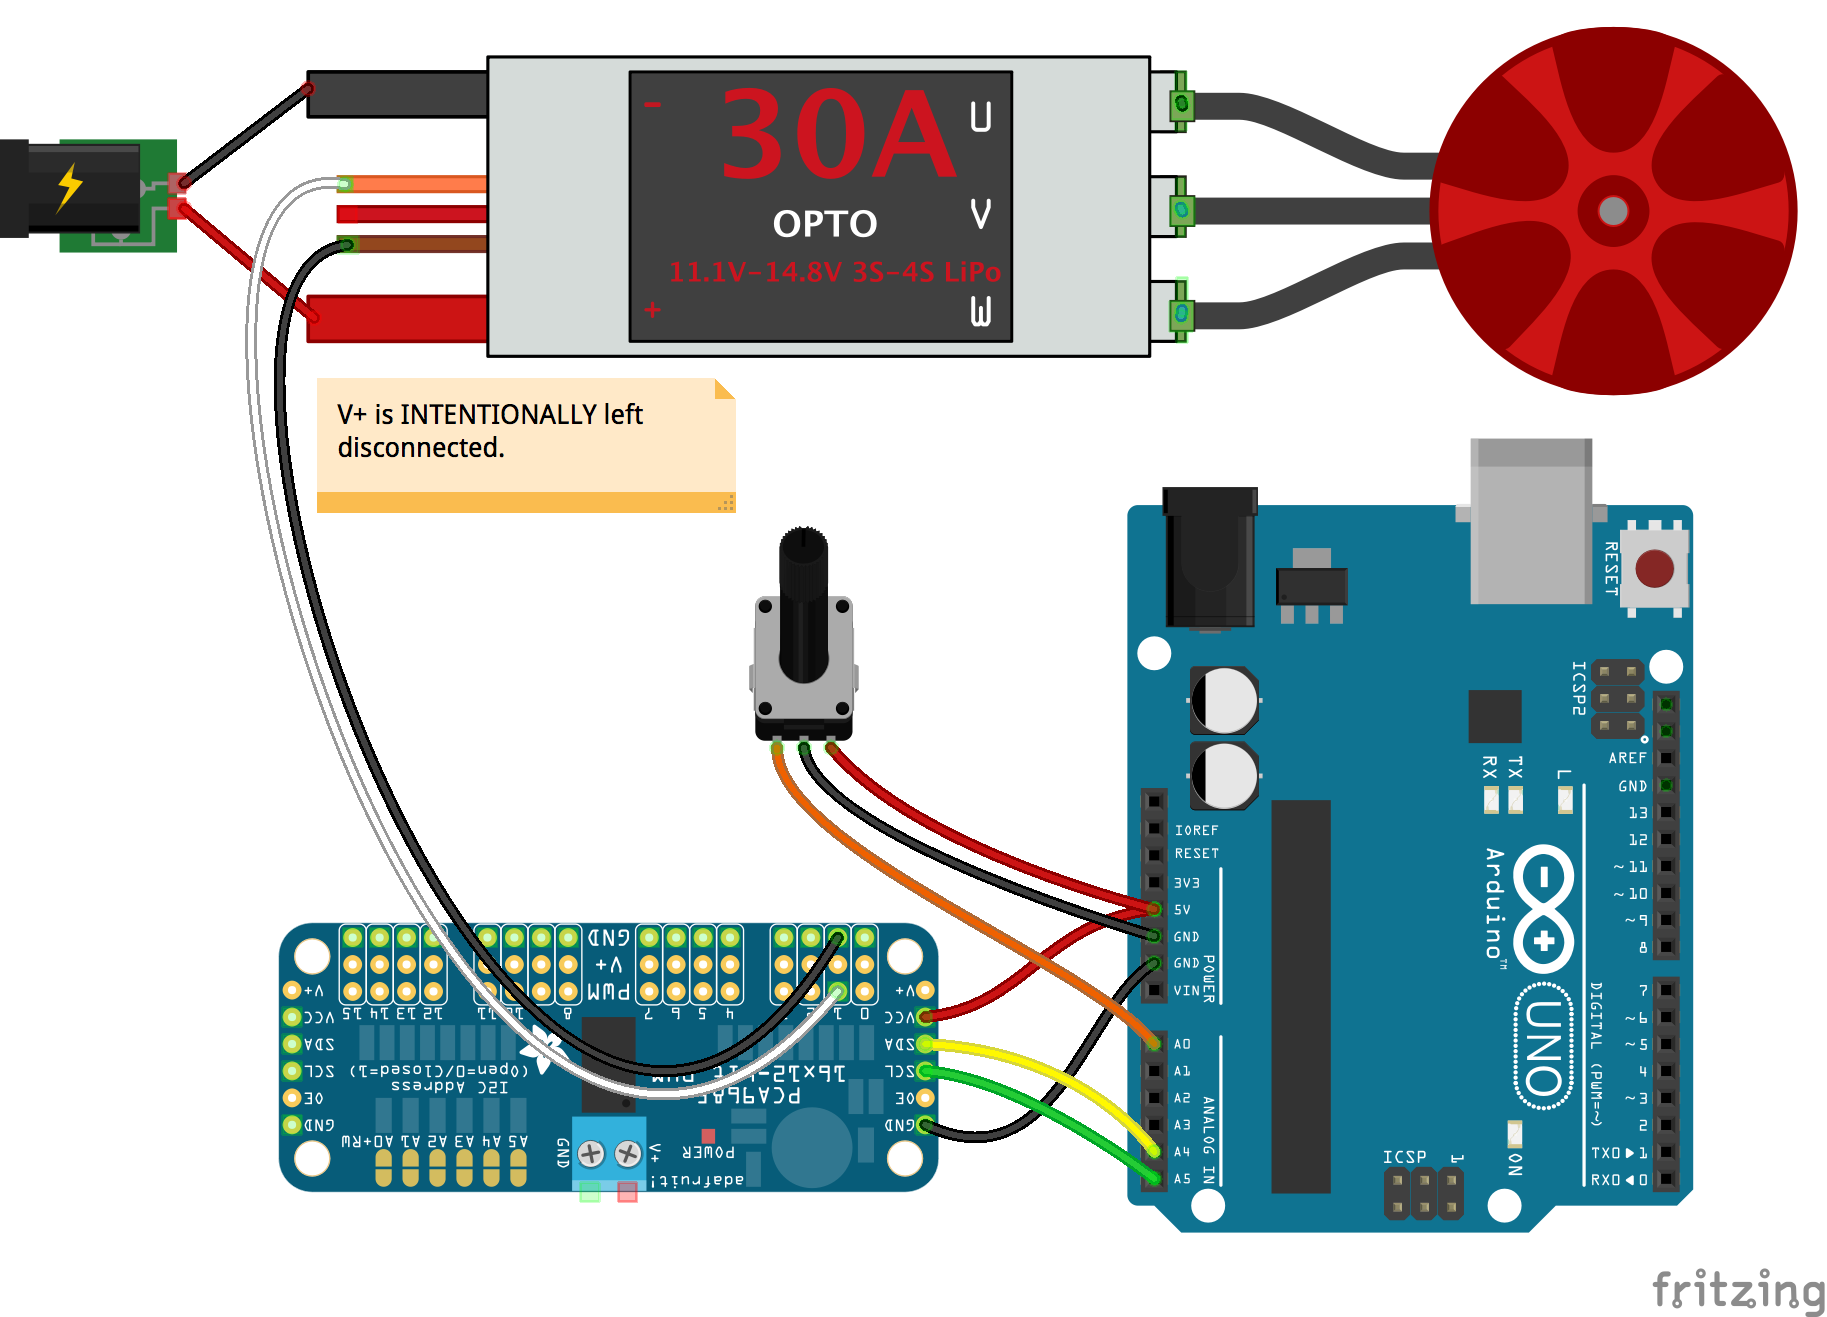 30A
OPTO
11.1V-14.8V 3S-4S LiPo
-
+
U
V
W
V+ is INTENTIONALLY left
disconnected.
RESET
ICSP2
AREF
GND
13
12
~11
~10
~9
8
7
~6
~5
4
~3
2
TX0 1
RX0 0
DIGITAL (PWM=~)
RX
TX
L
Arduino™
UNO
ON
ICSP
1
IOREF
RESET
3V3
5V
GND
GND
VIN
POWER
A0
A1
A2
A3
A4
A5
ANALOG IN
GND
V+
PWM
15
14
13
12
8
7
6
5
4
1
0
V+
VCC
SDA
SCL
OE
GND
V+
VCC
SDA
SCL
OE
GND
I2C Address
(open=0/Closed=1)
A0+RW
A1
A2
A3
A4
A5
16x12-bit PWM
GND
V+
POWER
adafruit!
fritzing